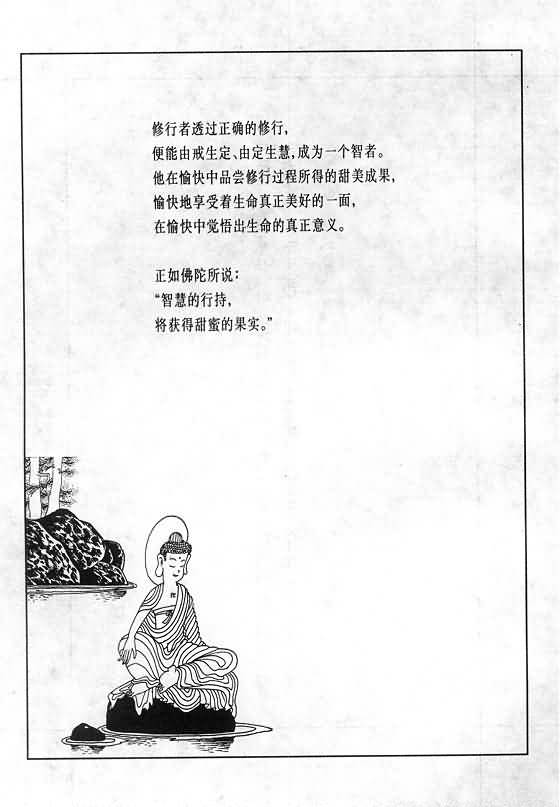 修行者透过正确的修行，
便能由戒生定、由定生慧，成为一个智者。
他在愉快中品尝修行过程所得的甜美成果，
愉快地享受着生命真正美好的一面，
在愉快中觉悟出生命的真正意义。
正如佛陀所说：
“智慧的行持，
将获得甜蜜的果实。”